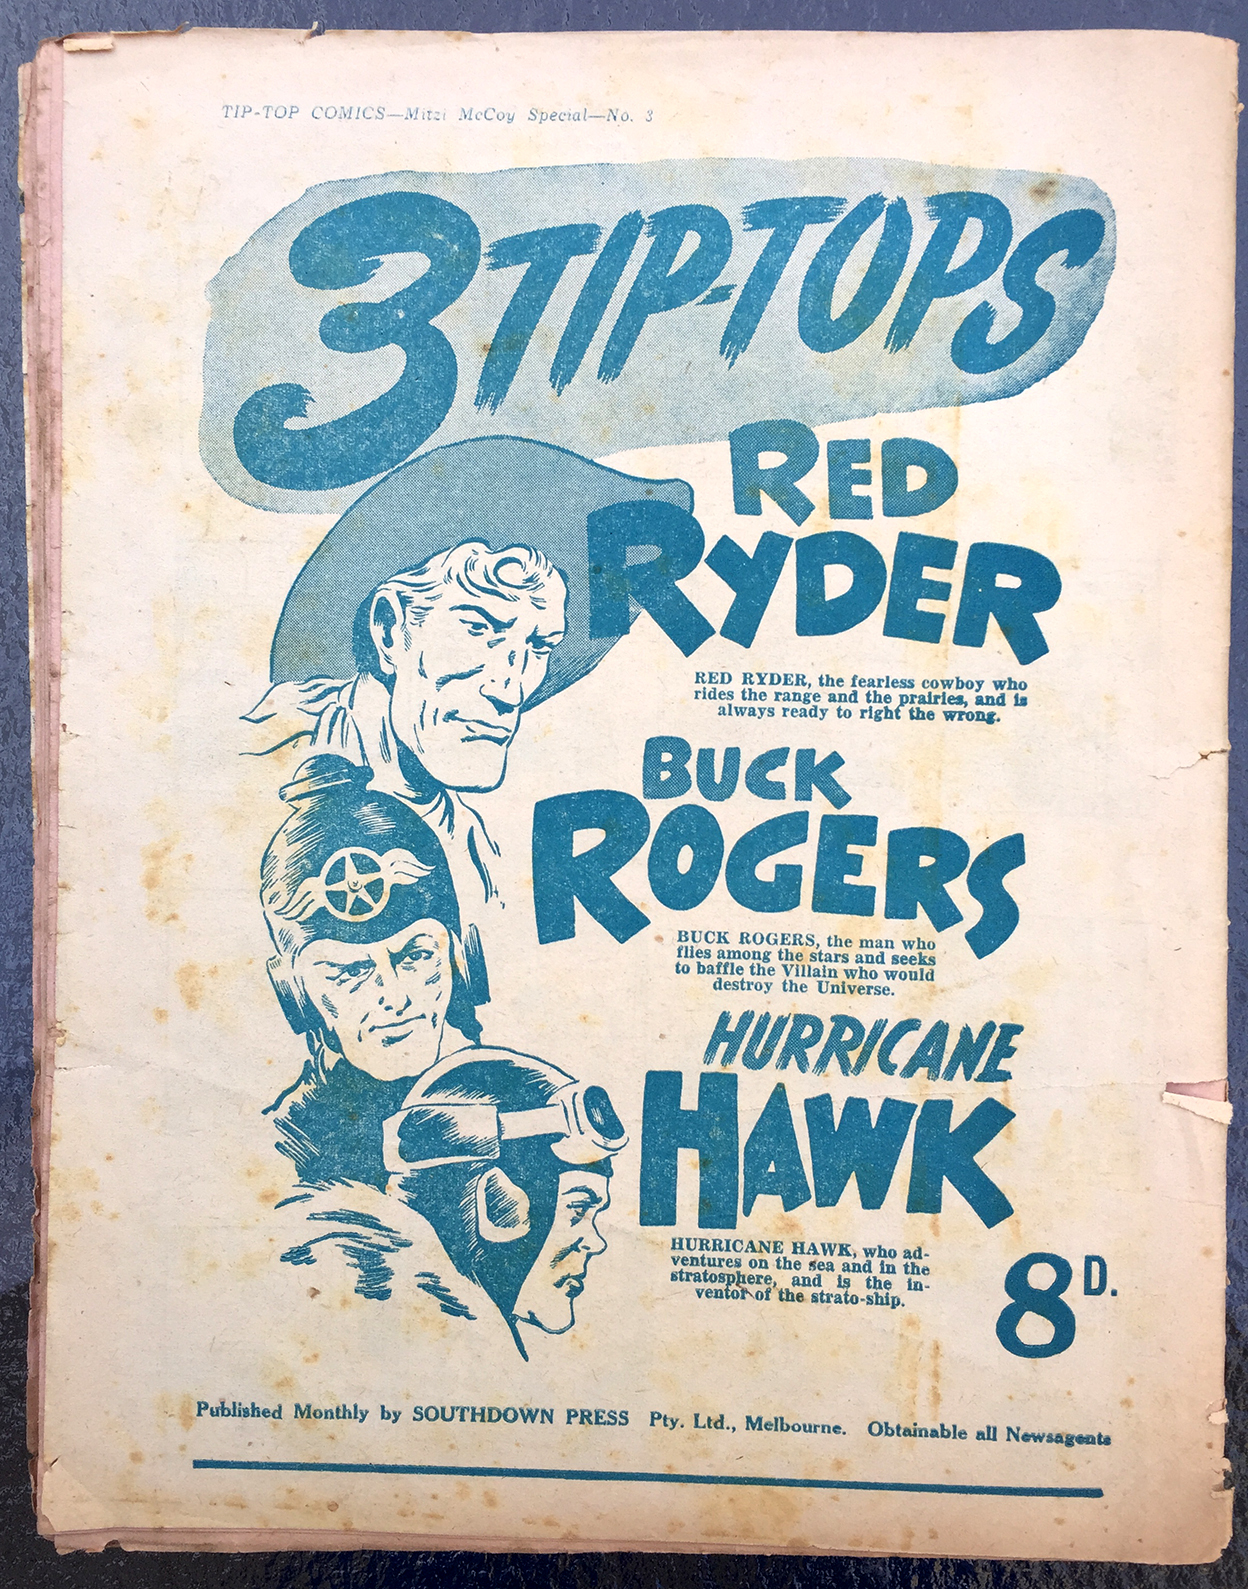 TIP-TOP COMICS—Mitzi McCoy Special—No. 3
3 TIP-TOPS
RED
RYDER
RED RYDER, the fearless cowboy who
rides the range and the prairies, and is
always ready to right the wrong.
BUCK
ROGERS
BUCK ROGERS, the man who
flies among the stars and seeks
to baffle the Villain who would
destroy the Universe.
HURRICANE
HAWK
HURRICANE HAWK, who ad-
ventures on the sea and in the
stratosphere, and is the in-
ventor of the strato-ship.
8D.
Published Monthly by SOUTHDOWN PRESS Pty. Ltd., Melbourne. Obtainable all Newsagents